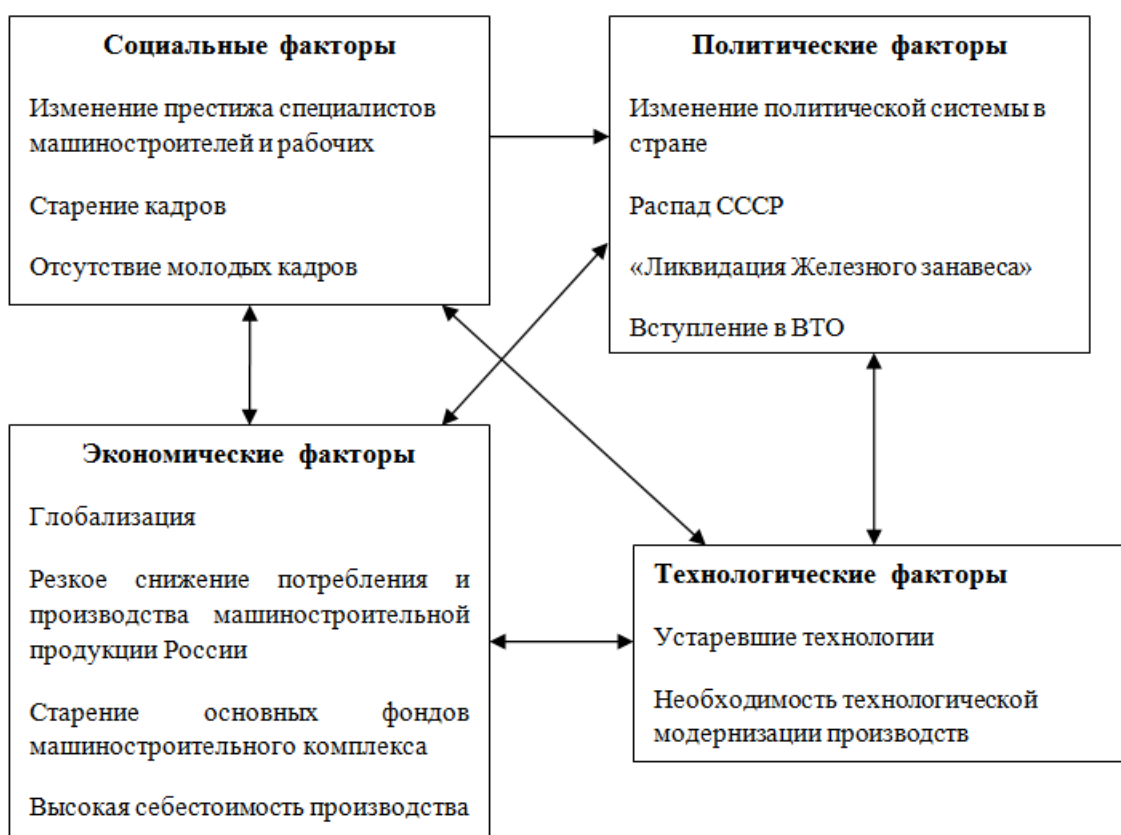 Социальные факторы
Изменение престижа специалистов
машиностроителей и рабочих
Старение кадров
Отсутствие молодых кадров
Политические факторы
Изменение политической системы в
стране
Распад СССР
«Ликвидация Железного занавеса»
Вступление в ВТО
Экономические факторы
Глобализация
Резкое снижение потребления и
производства машиностроительной
продукции России
Старение основных фондов
машиностроительного комплекса
Высокая себестоимость производства
Технологические факторы
Устаревшие технологии
Необходимость технологической
модернизации производств